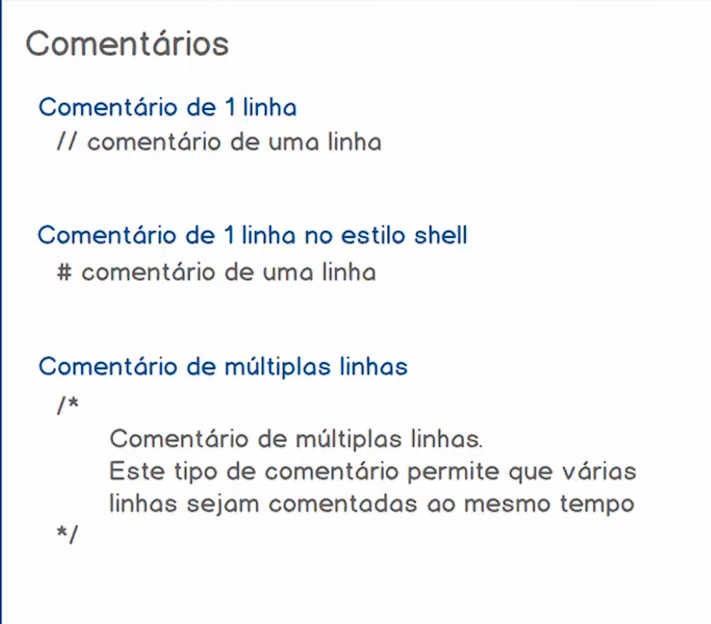 Comentários
Comentário de 1 linha
// comentário de uma linha
Comentário de 1 linha no estilo shell
# comentário de uma linha
Comentário de múltiplas linhas
/*
Comentário de múltiplas linhas.
Este tipo de comentário permite que várias
linhas sejam comentadas ao mesmo tempo
*/